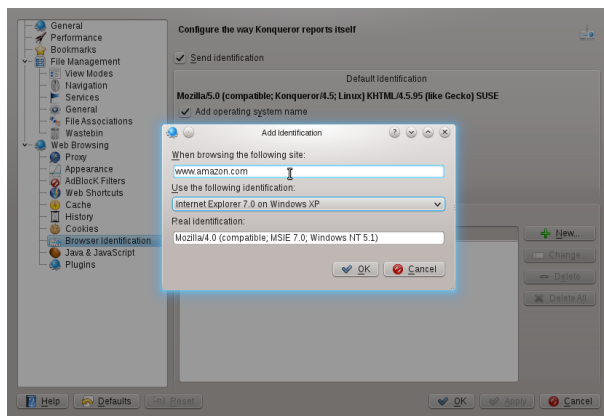 General
Performance
Bookmarks
File Management
View Modes
Navigation
Services
General
File Associations
Wastebin
Web Browsing
Proxy
Appearance
AdBlocK Filters
Web Shortcuts
Cache
History
Cookies
Browser Identification
Java & JavaScript
Plugins
Configure the way Konqueror reports itself
Send identification
Default Identification
Mozilla/5.0 (compatible; Konqueror/4.5; Linux) KHTML/4.5.95 (like Gecko) SUSE
Add operating system name
Add Identification
When browsing the following site:
www.amazon.com
Use the following identification:
Internet Explorer 7.0 on Windows XP
Real identification:
Mozilla/4.0 (compatible; MSIE 7.0; Windows NT 5.1)
OK Cancel
New...
Change...
Delete
Delete All
Help Defaults Reset OK Apply Cancel